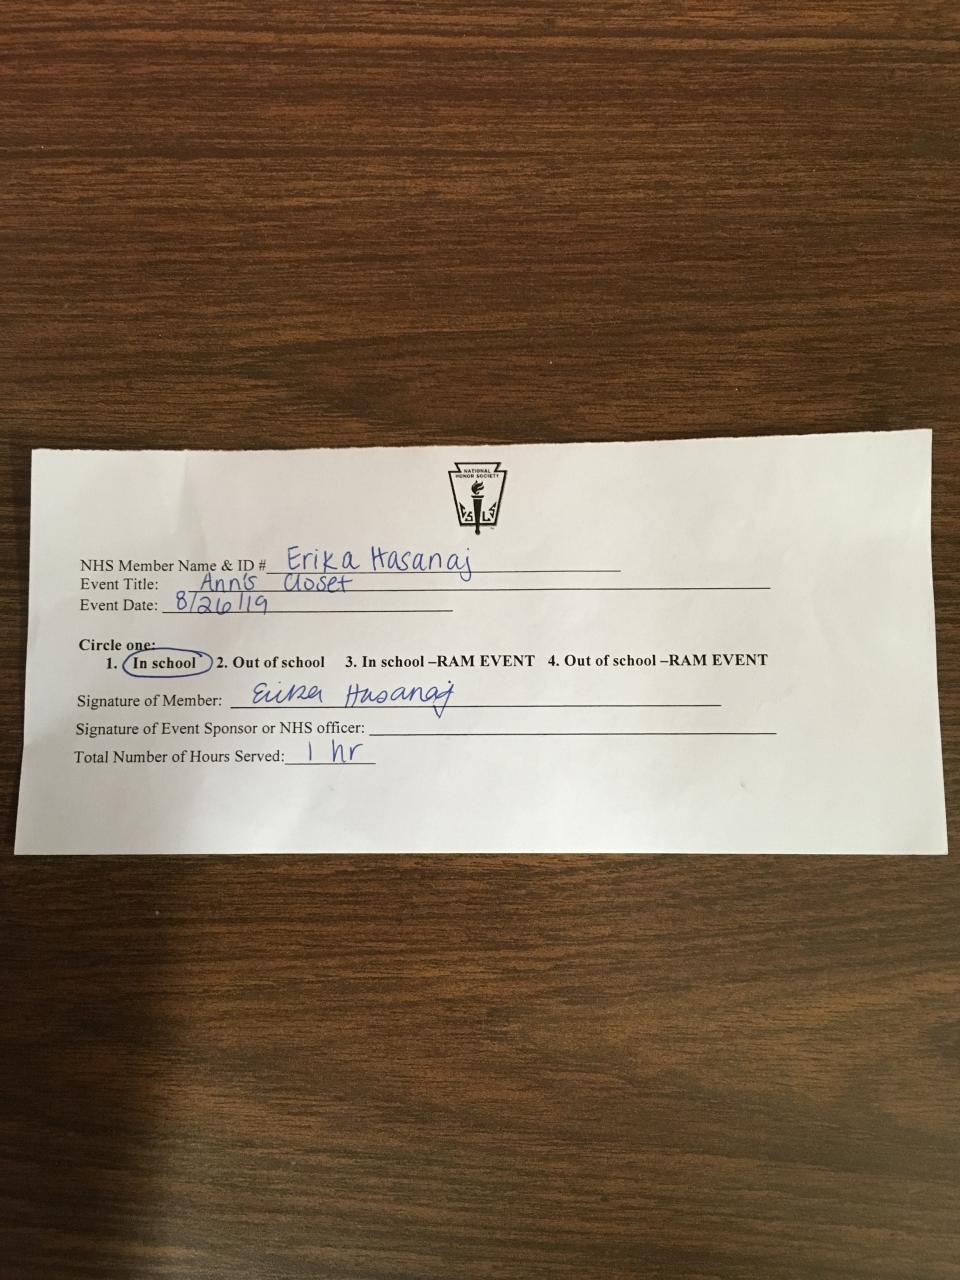 NATIONAL
HONOR SOCIETY
S L S
NHS Member Name & ID # Erika Hasanaj
Event Title: Ann's Closet
Event Date: 8/26/19
Circle one:
1. In school 2. Out of school 3. In school –RAM EVENT 4. Out of school –RAM EVENT
Signature of Member: Erika Hasanaj
Signature of Event Sponsor or NHS officer:
Total Number of Hours Served: 1 hr